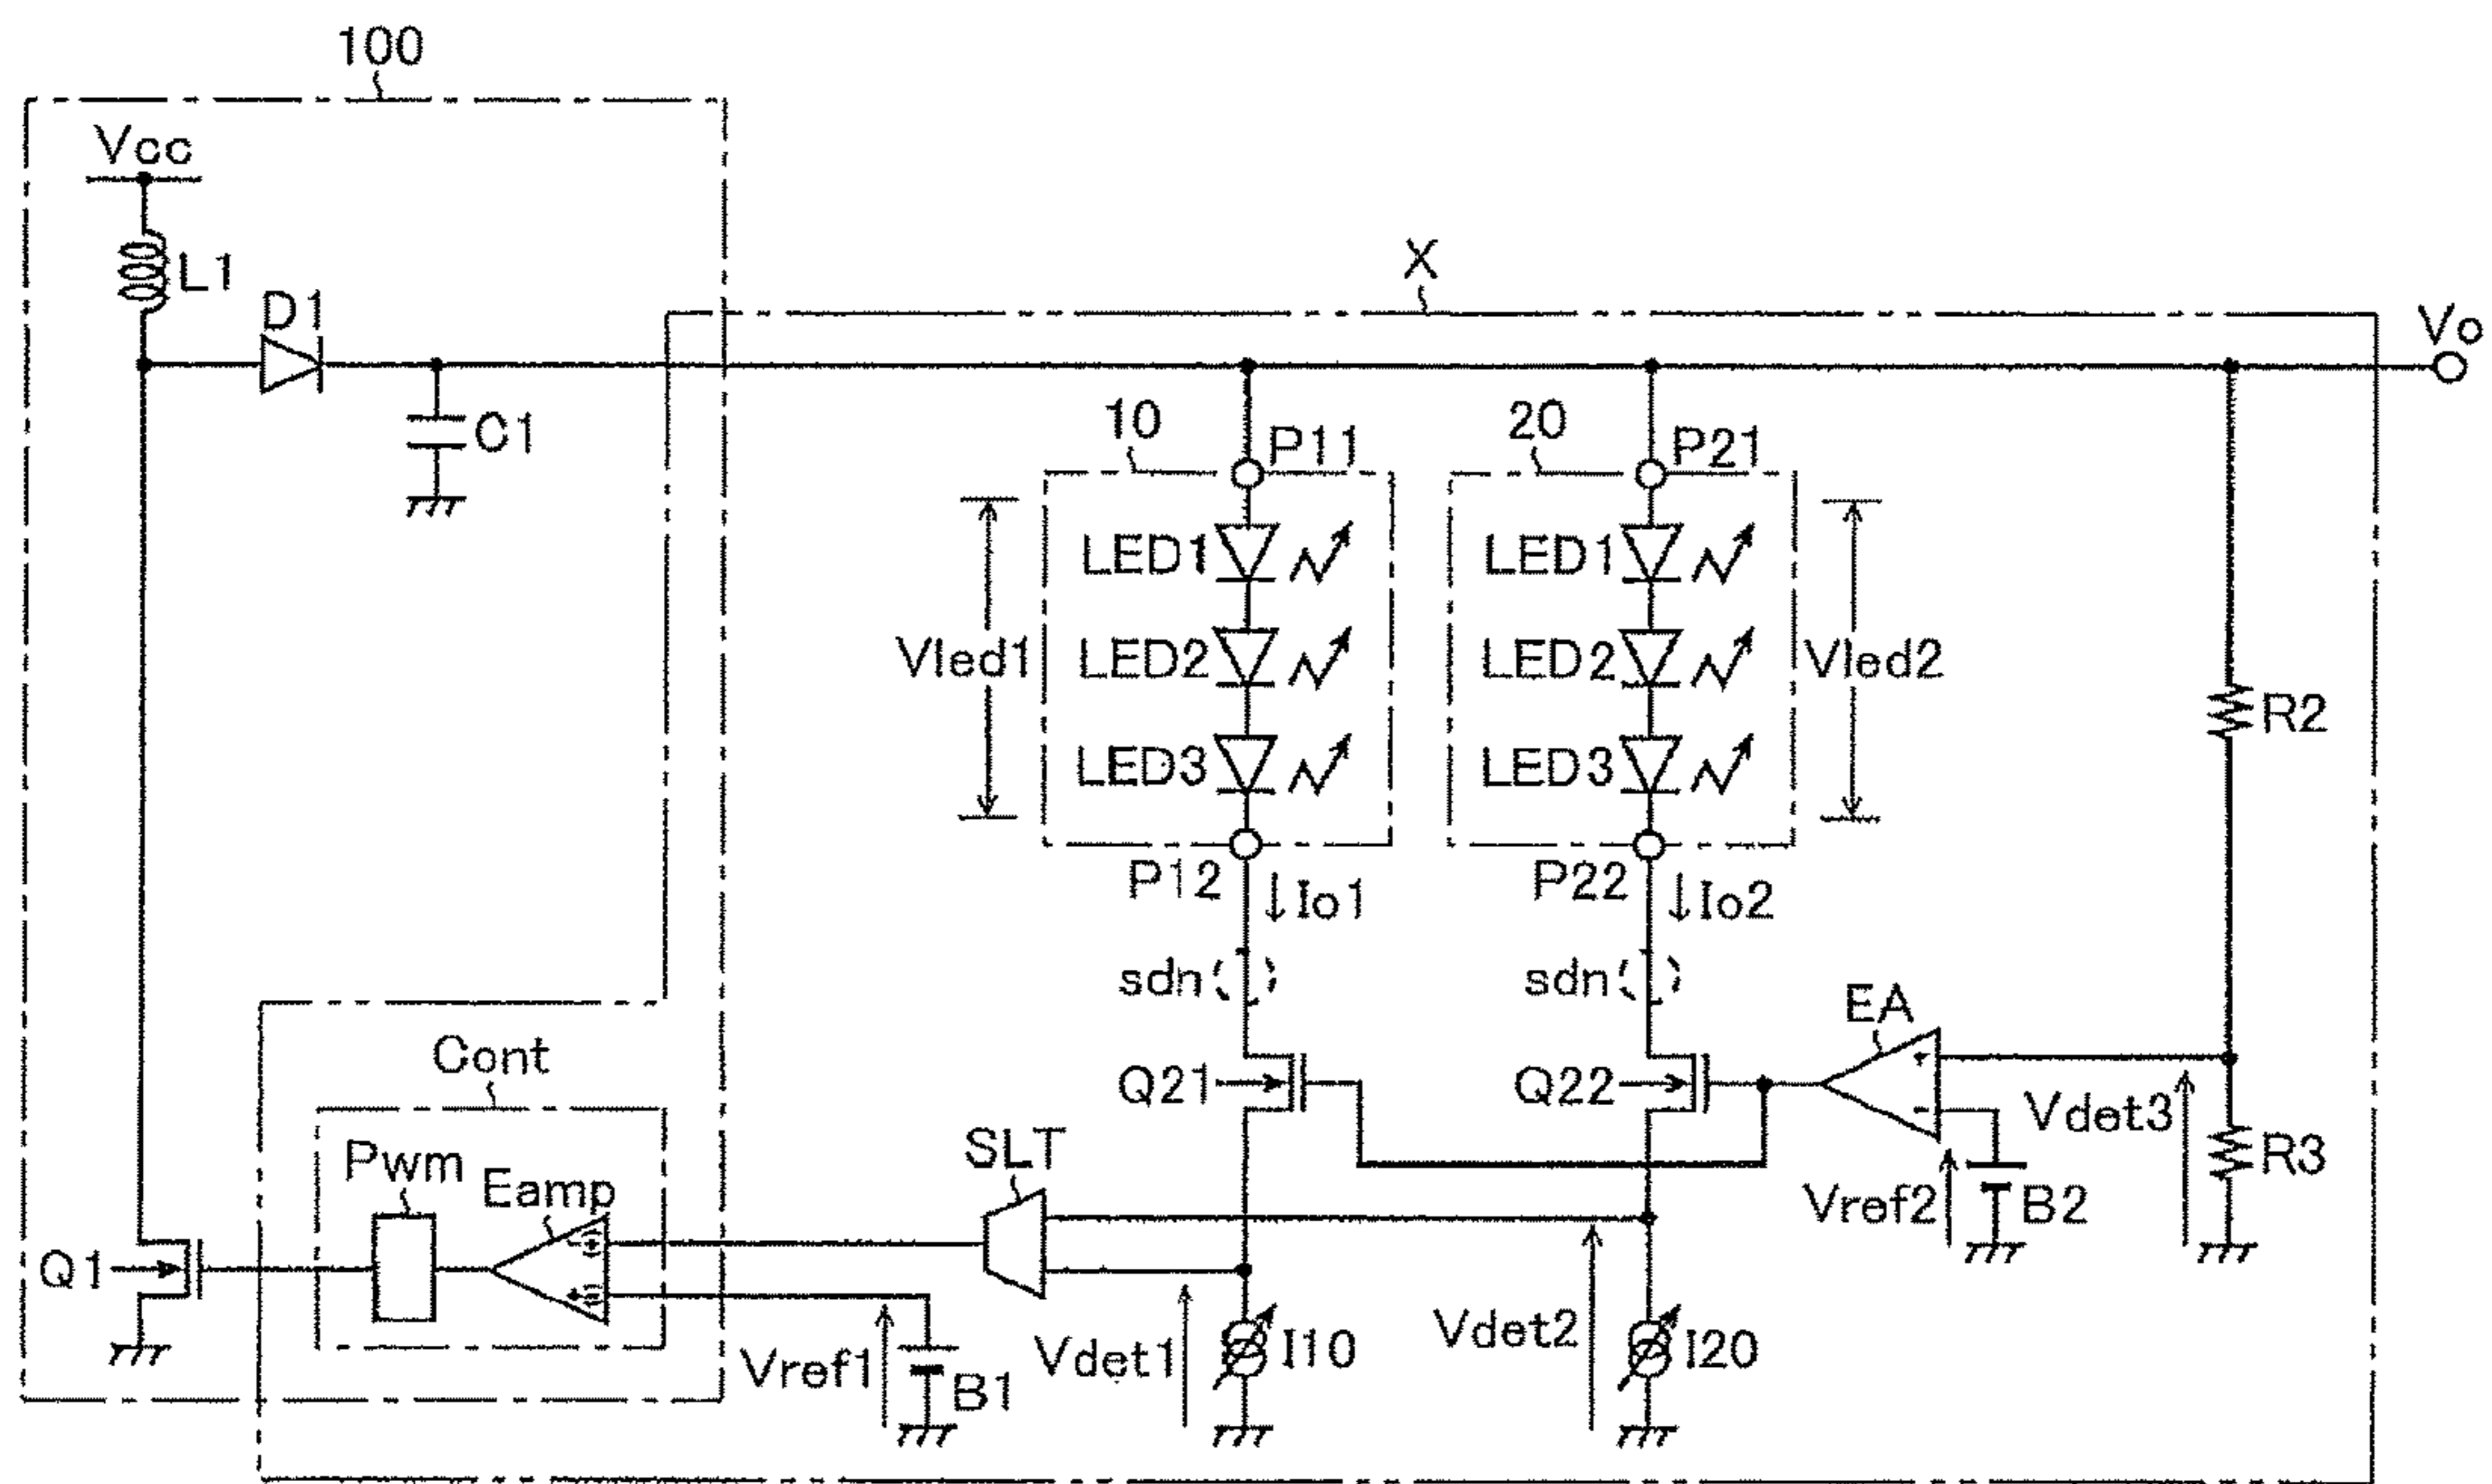 100
Vcc
L1
D1
C1
X
Vo
10
P11
20
P21
LED1
LED1
Vled1
LED2
LED2
Vled2
LED3
LED3
R2
P12
Io1
P22
Io2
sdn
sdn
EA
+
-
Cont
Q21
Q22
Vdet3
Pwm
Eamp
SLT
R3
Vref2
B2
Q1
(+)
-
(-)
+
Vref1
B1
Vdet1
I10
Vdet2
I20